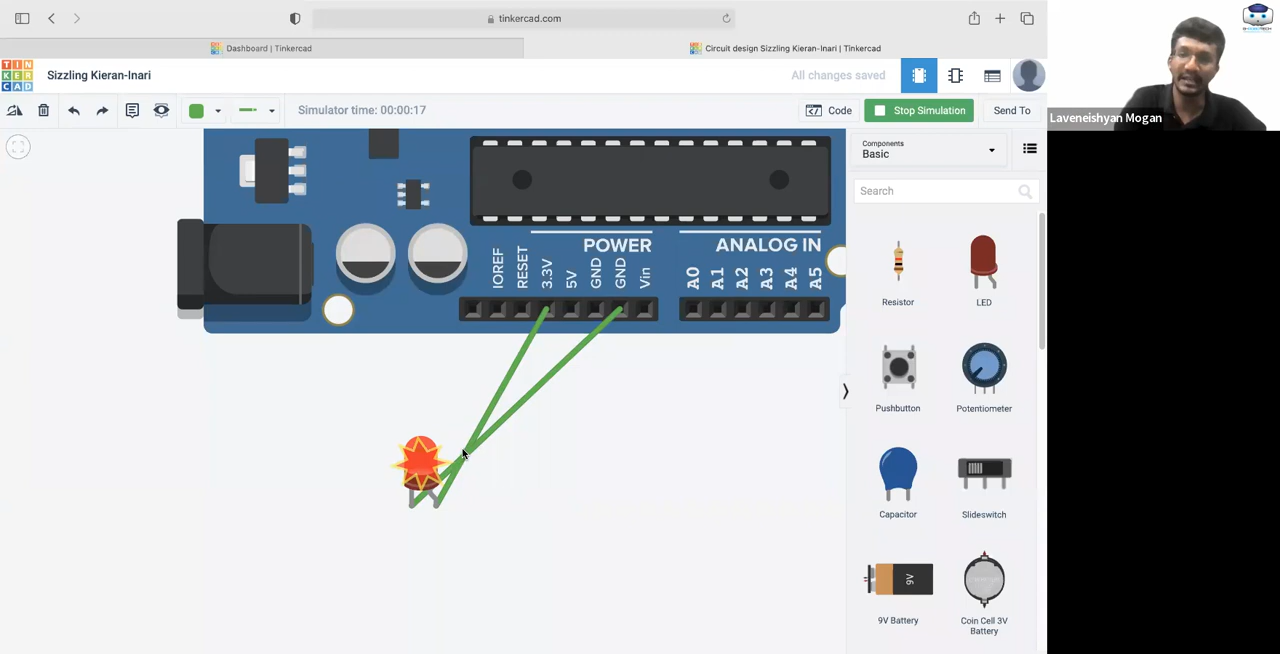 tinkercad.com
Dashboard | Tinkercad
Circuit design Sizzling Kieran-Inari | Tinkercad
TIN
KER
CAD
Sizzling Kieran-Inari
All changes saved
Simulator time: 00:00:17
Code
Stop Simulation
Send To
Laveneishyan Mogan
Components
Basic
Search
POWER
ANALOG IN
IOREF
RESET
3.3V
5V
GND
GND
Vin
A0
A1
A2
A3
A4
A5
Resistor
LED
Pushbutton
Potentiometer
Capacitor
Slideswitch
9V
9V Battery
Coin Cell 3V
Battery